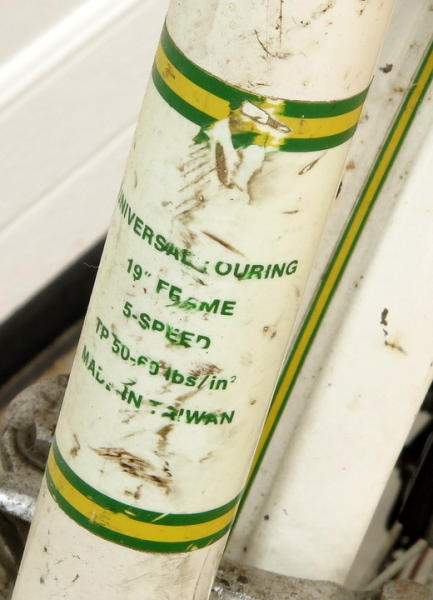 UNIVERSAL TOURING
19" FRAME
5-SPEED
TP 50-60 lbs/in²
MADE IN TAIWAN